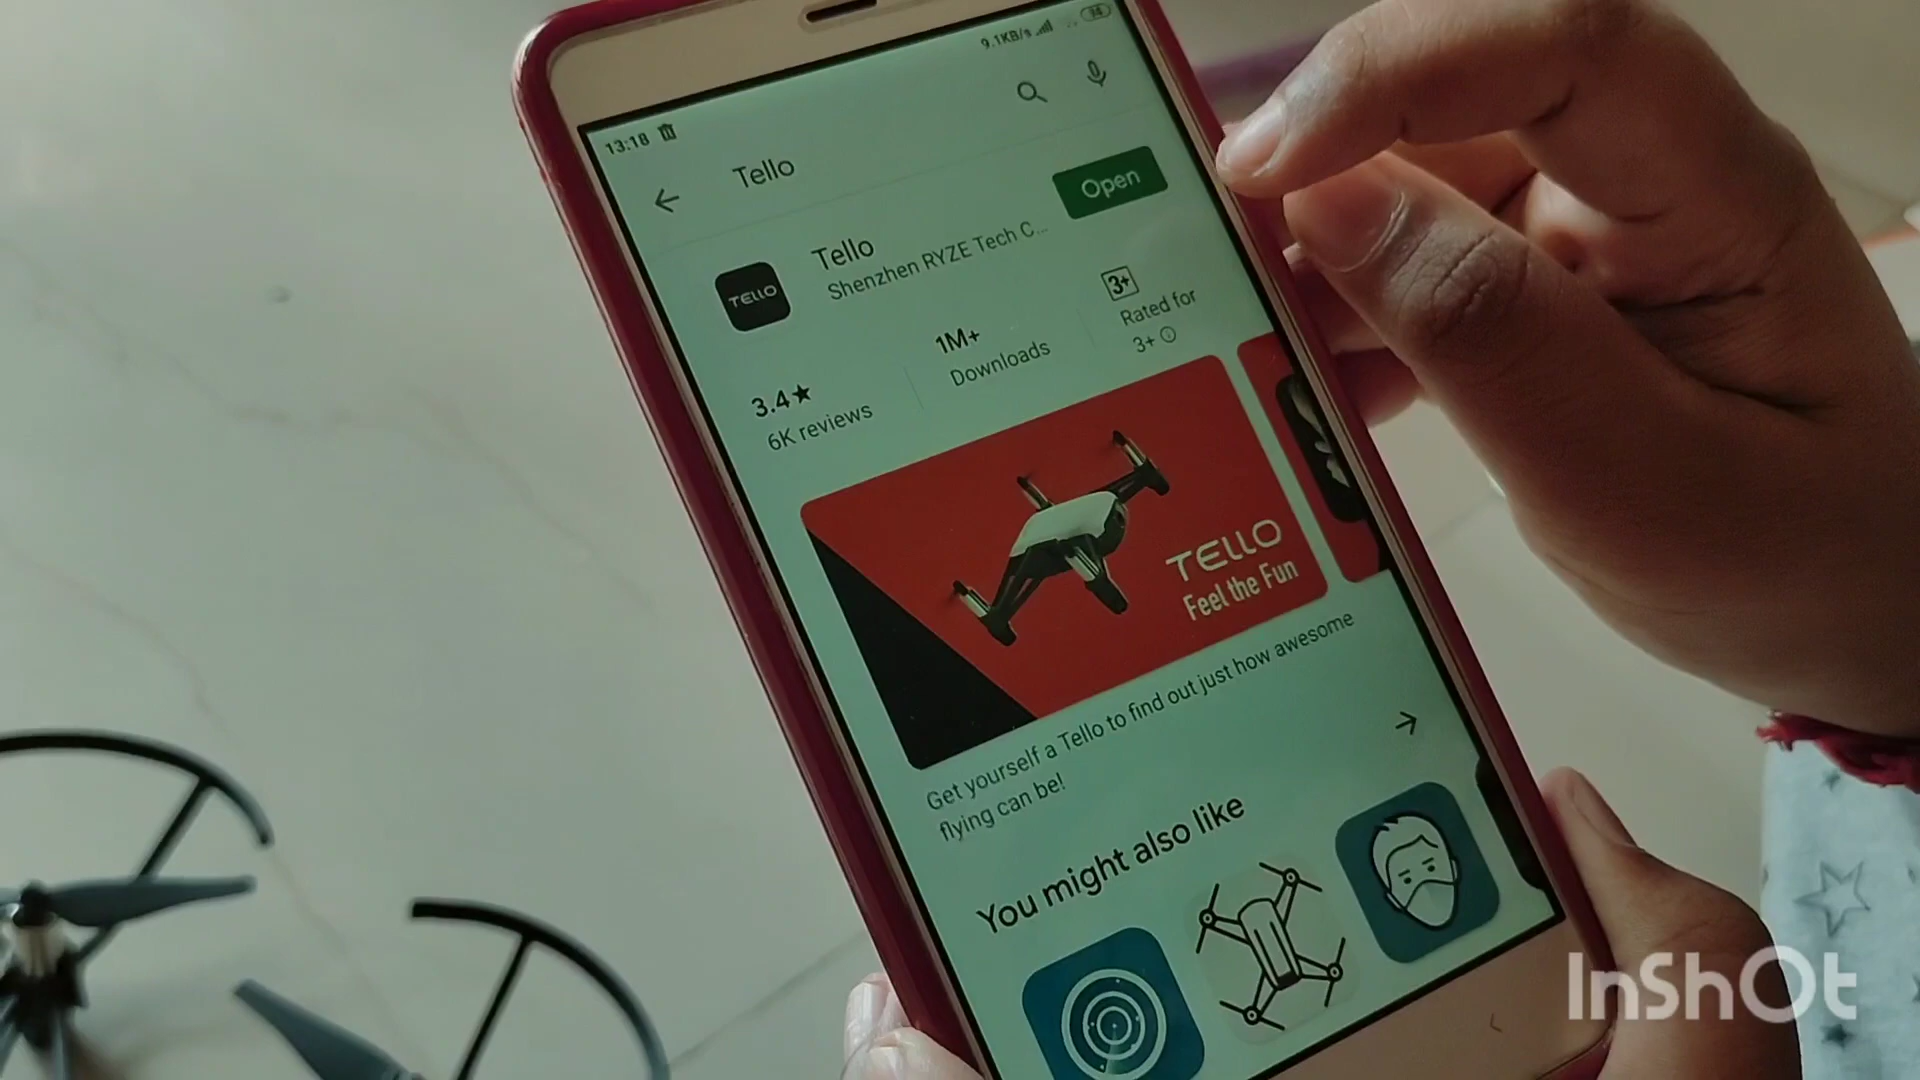 13:18
9.1KB/s
Tello
Open
Tello
Shenzhen RYZE Tech C...
TELLO
3.4★
6K reviews
1M+
Downloads
3+
Rated for
3+
TELLO
Feel the Fun
Get yourself a Tello to find out just how awesome
flying can be!
You might also like
InShOt